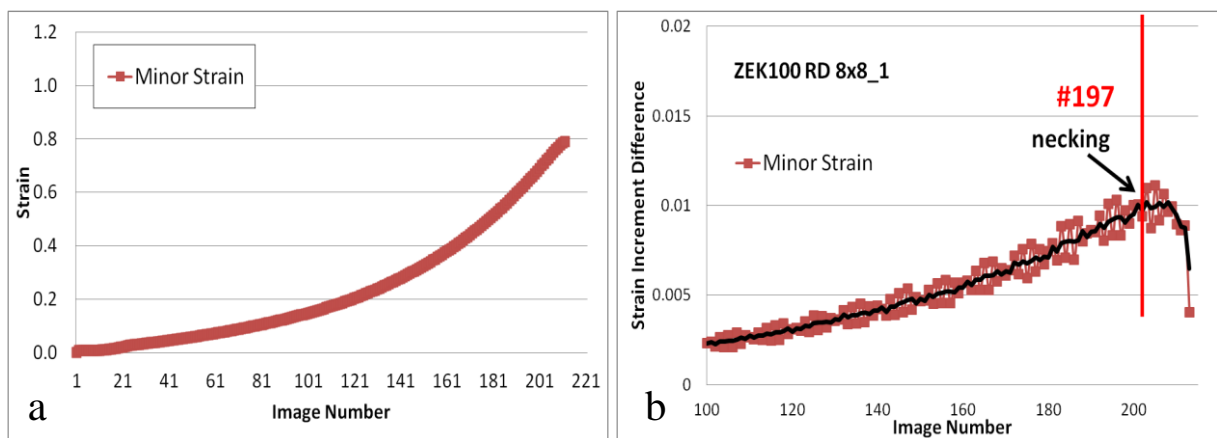 1.2
1.0
0.8
0.6
0.4
0.2
0.0
Strain
Minor Strain
1 21 41 61 81 101 121 141 161 181 201 221
Image Number
a
0.02
0.015
0.01
0.005
0
Strain Increment Difference
ZEK100 RD 8x8_1
#197
necking
Minor Strain
100 120 140 160 180 200
Image Number
b